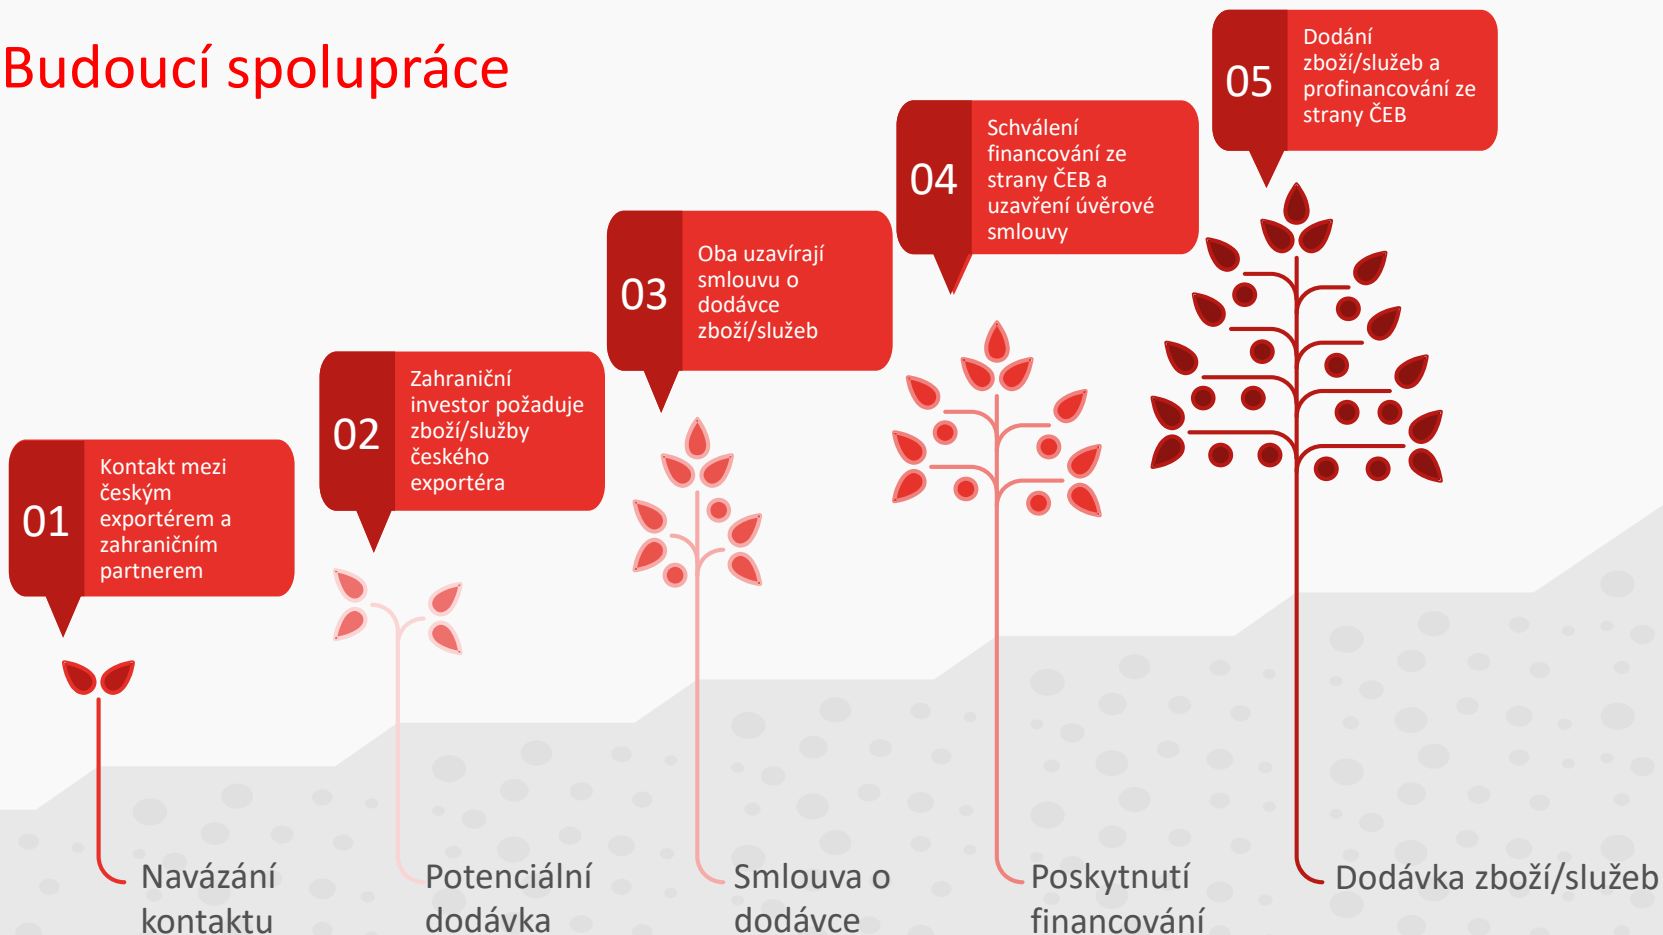 Budoucí spolupráce
01
Kontakt mezi
českým
exportérem a
zahraničním
partnerem
02
Zahraniční
investor požaduje
zboží/služby
českého
exportéra
03
Oba uzavírají
smlouvu o
dodávce
zboží/služeb
04
Schválení
financování ze
strany ČEB a
uzavření úvěrové
smlouvy
05
Dodání
zboží/služeb a
profinancování ze
strany ČEB
Navázání
kontaktu
Potenciální
dodávka
Smlouva o
dodávce
Poskytnutí
financování
Dodávka zboží/služeb